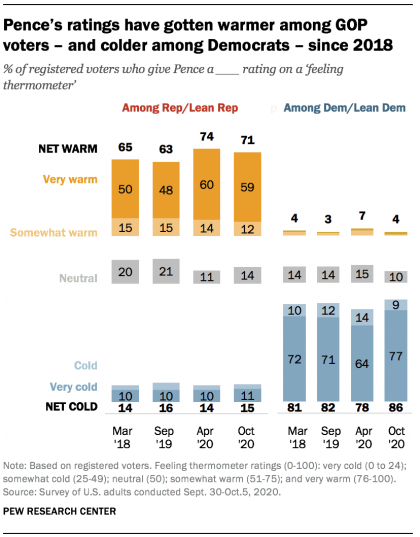 Pence's ratings have gotten warmer among GOP
voters – and colder among Democrats – since 2018
% of registered voters who give Pence a ___ rating on a 'feeling
thermometer'
Among Rep/Lean Rep Among Dem/Lean Dem
NET WARM 65 63 74 71 4 3 7 4
Very warm 50 48 60 59
Somewhat warm 15 15 14 12
Neutral 20 21 11 14 14 14 15 10
10 12 14 9
Cold 72 71 64 77
Very cold 10 10 10 11
NET COLD 14 16 14 15 81 82 78 86
Mar Sep Apr Oct Mar Sep Apr Oct
'18 '19 '20 '20 '18 '19 '20 '20
Note: Based on registered voters. Feeling thermometer ratings (0-100): very cold (0 to 24);
somewhat cold (25-49); neutral (50); somewhat warm (51-75); and very warm (76-100).
Source: Survey of U.S. adults conducted Sept. 30-Oct.5, 2020.
PEW RESEARCH CENTER